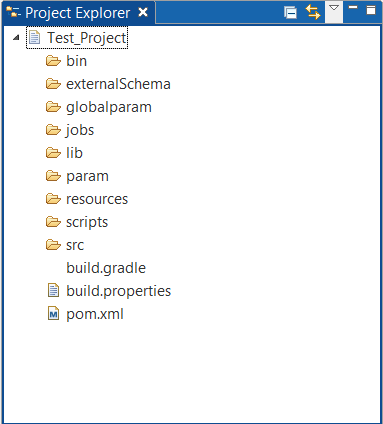 Project Explorer
Test_Project
bin
externalSchema
globalparam
jobs
lib
param
resources
scripts
src
build.gradle
build.properties
pom.xml